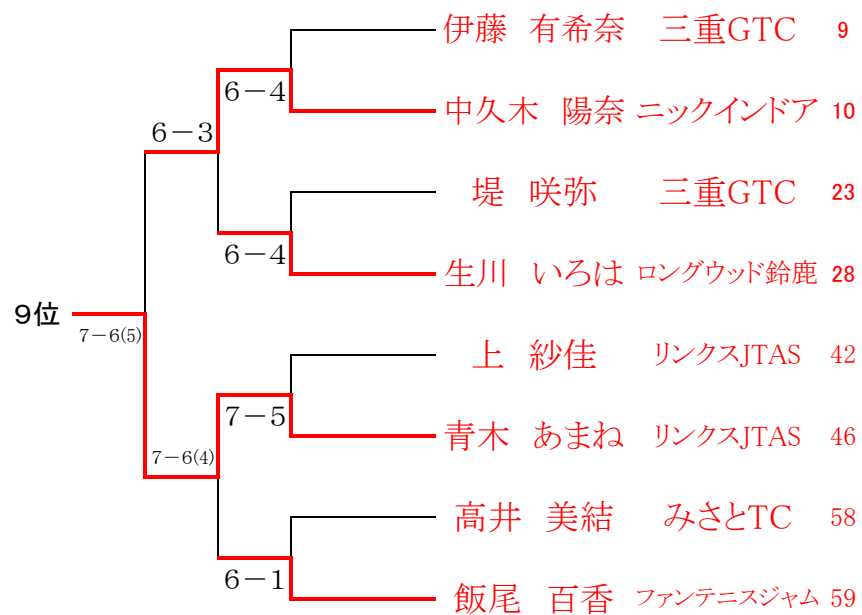 伊藤 有希奈 三重GTC 9
6-4
中久木 陽奈 ニックインドア 10
6-3
堤 咲弥 三重GTC 23
6-4
生川 いろは ロングウッド鈴鹿 28
9位
7-6(5)
上 紗佳 リンクスJTAS 42
7-5
青木 あまね リンクスJTAS 46
7-6(4)
高井 美結 みさとTC 58
6-1
飯尾 百香 ファンテニスジャム 59